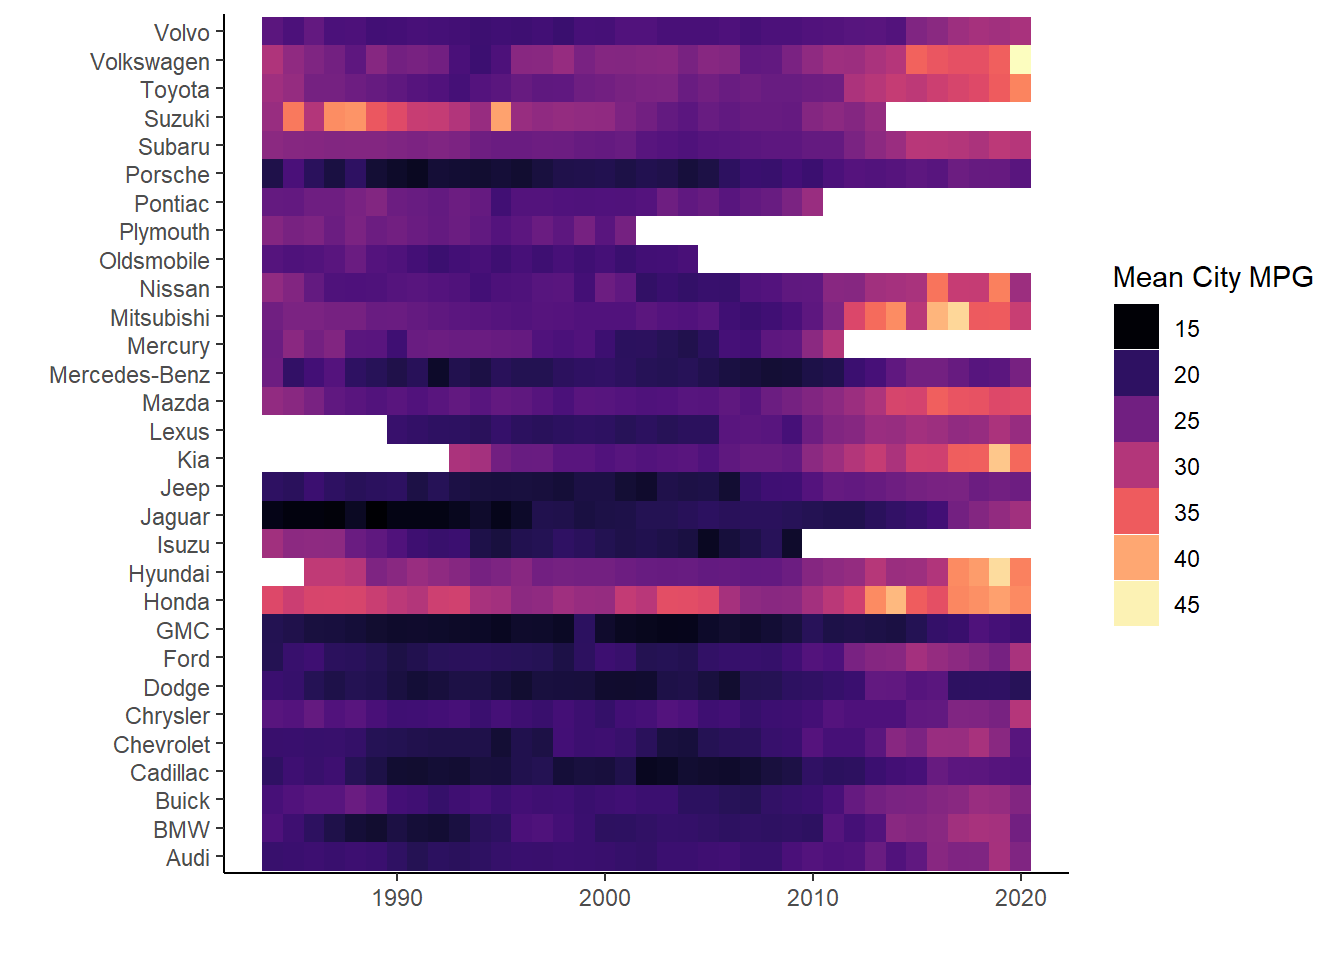 Volvo
Volkswagen
Toyota
Suzuki
Subaru
Porsche
Pontiac
Plymouth
Oldsmobile
Nissan
Mitsubishi
Mercury
Mercedes-Benz
Mazda
Lexus
Kia
Jeep
Jaguar
Isuzu
Hyundai
Honda
GMC
Ford
Dodge
Chrysler
Chevrolet
Cadillac
Buick
BMW
Audi
1990 2000 2010 2020
Mean City MPG
15
20
25
30
35
40
45